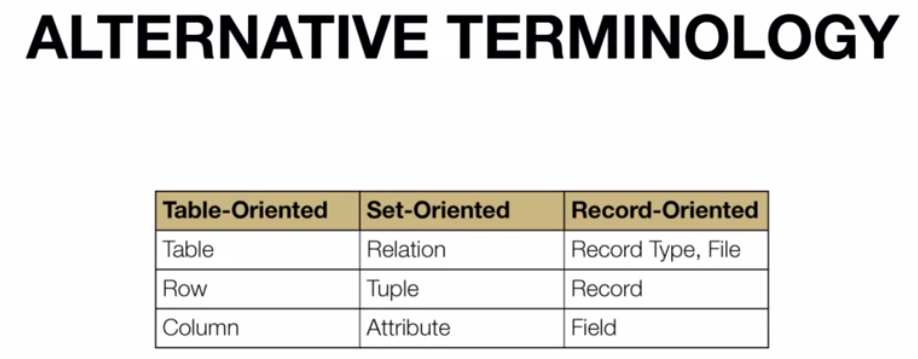 ALTERNATIVE TERMINOLOGY
Table-Oriented Set-Oriented Record-Oriented
Table Relation Record Type, File
Row Tuple Record
Column Attribute Field